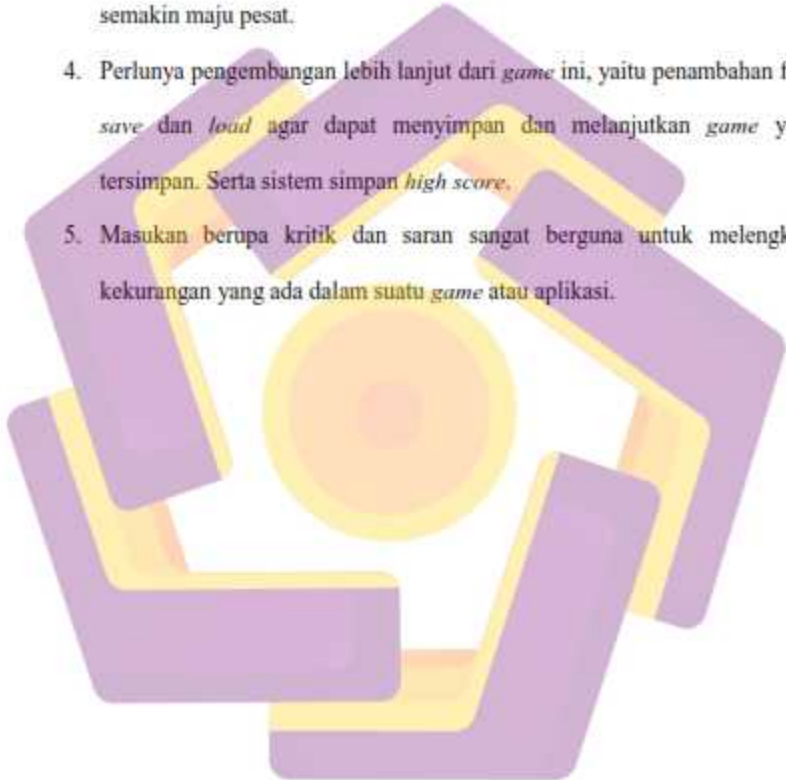 semakin maju pesat.
4. Perlunya pengembangan lebih lanjut dari game ini, yaitu penambahan
save dan load agar dapat menyimpan dan melanjutkan game
tersimpan. Serta sistem simpan high score.
5. Masukan berupa kritik dan saran sangat berguna untuk
kekurangan yang ada dalam suatu game atau aplikasi.